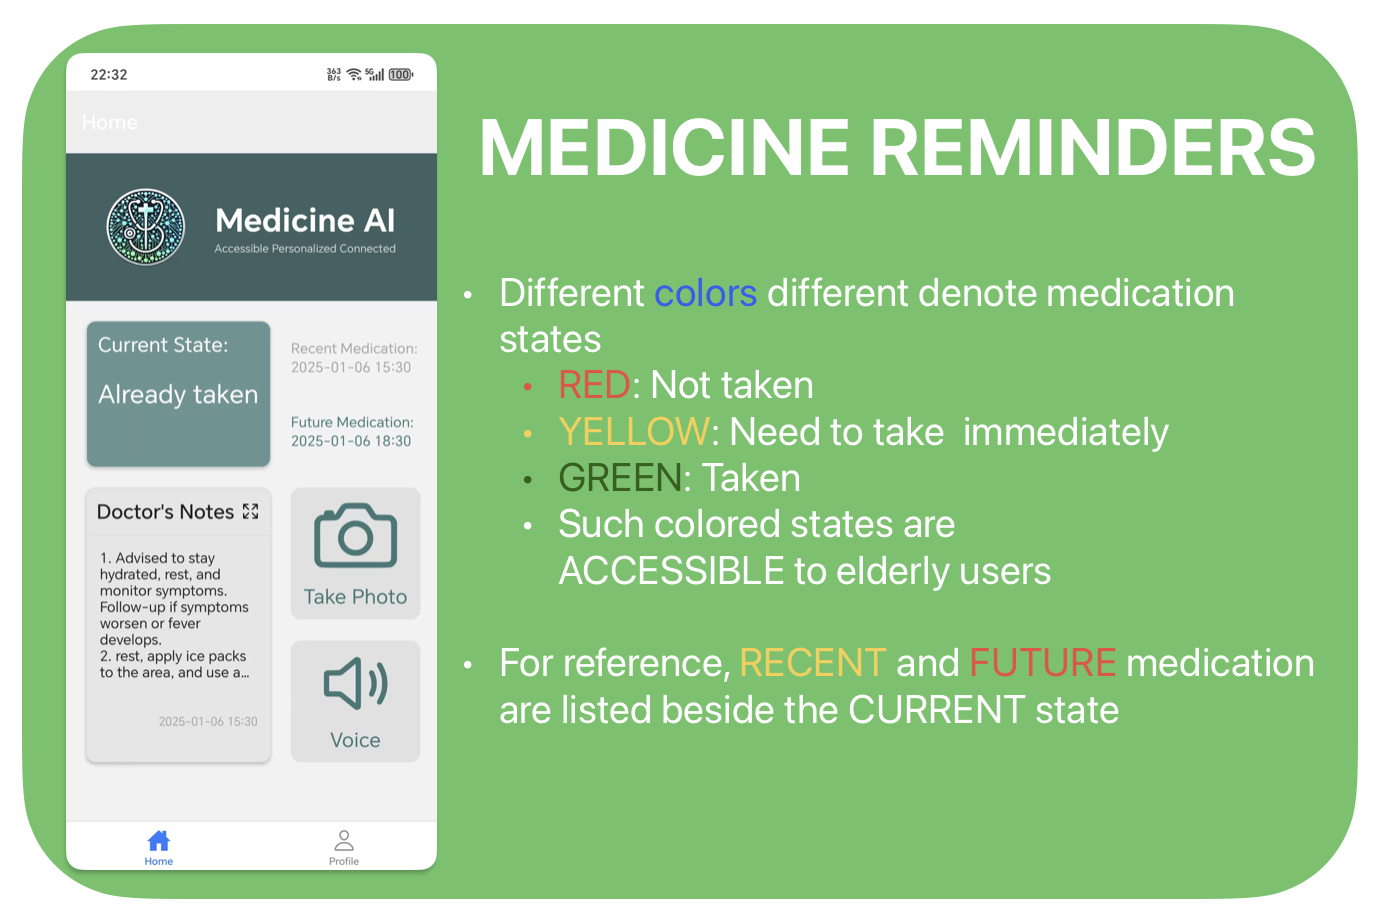 22:32
363 B/s 5G 100
Home
Medicine AI
Accessible Personalized Connected
Current State:
Already taken
Recent Medication:
2025-01-06 15:30
Future Medication:
2025-01-06 18:30
Doctor's Notes
1. Advised to stay
hydrated, rest, and
monitor symptoms.
Follow-up if symptoms
worsen or fever
develops.
2. rest, apply ice packs
to the area, and use a...
2025-01-06 15:30
Take Photo
Voice
Home
Profile
MEDICINE REMINDERS
• Different colors different denote medication
states
• RED: Not taken
• YELLOW: Need to take  immediately
• GREEN: Taken
• Such colored states are
ACCESSIBLE to elderly users
• For reference, RECENT and FUTURE medication
are listed beside the CURRENT state